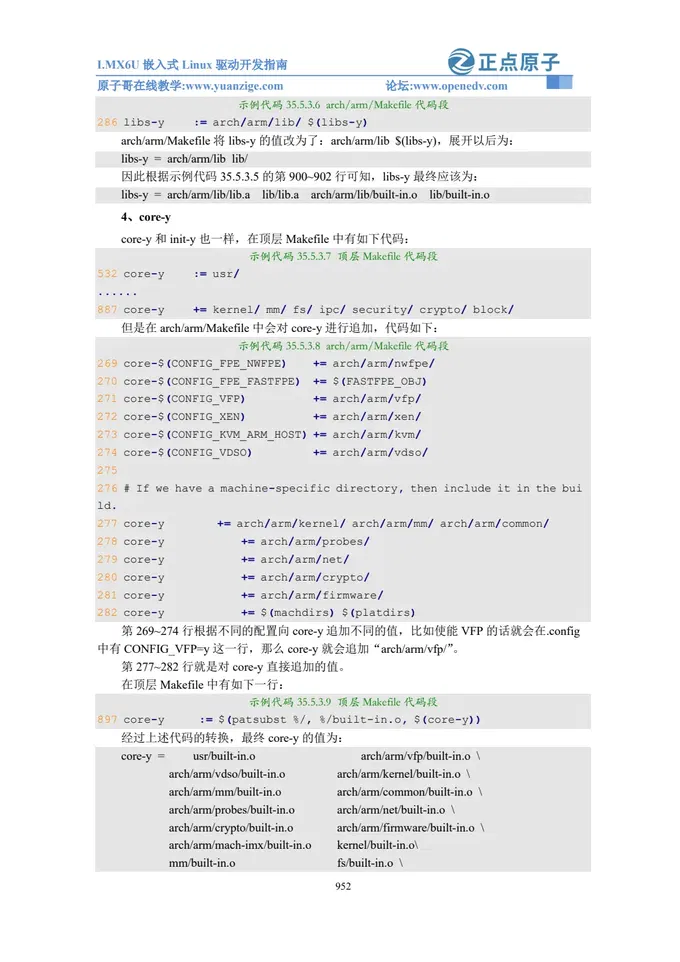 I.MX6U 嵌入式 Linux 驱动开发指南
正点原子
原子哥在线教学:www.yuanzige.com 论坛:www.openedv.com
示例代码 35.5.3.6 arch/arm/Makefile 代码段
286 libs-y := arch/arm/lib/ $(libs-y)
arch/arm/Makefile 将 libs-y 的值改为了：arch/arm/lib $(libs-y)，展开以后为：
libs-y = arch/arm/lib lib/
因此根据示例代码 35.5.3.5 的第 900~902 行可知，libs-y 最终应该为：
libs-y = arch/arm/lib/lib.a lib/lib.a arch/arm/lib/built-in.o lib/built-in.o
4、core-y
core-y 和 init-y 也一样，在顶层 Makefile 中有如下代码：
示例代码 35.5.3.7 顶层 Makefile 代码段
532 core-y := usr/
......
887 core-y += kernel/ mm/ fs/ ipc/ security/ crypto/ block/
但是在 arch/arm/Makefile 中会对 core-y 进行追加，代码如下：
示例代码 35.5.3.8 arch/arm/Makefile 代码段
269 core-$(CONFIG_FPE_NWFPE) += arch/arm/nwfpe/
270 core-$(CONFIG_FPE_FASTFPE) += $(FASTFPE_OBJ)
271 core-$(CONFIG_VFP) += arch/arm/vfp/
272 core-$(CONFIG_XEN) += arch/arm/xen/
273 core-$(CONFIG_KVM_ARM_HOST) += arch/arm/kvm/
274 core-$(CONFIG_VDSO) += arch/arm/vdso/
275
276 # If we have a machine-specific directory, then include it in the bui
ld.
277 core-y += arch/arm/kernel/ arch/arm/mm/ arch/arm/common/
278 core-y += arch/arm/probes/
279 core-y += arch/arm/net/
280 core-y += arch/arm/crypto/
281 core-y += arch/arm/firmware/
282 core-y += $(machdirs) $(platdirs)
第 269~274 行根据不同的配置向 core-y 追加不同的值，比如使能 VFP 的话就会在.config
中有 CONFIG_VFP=y 这一行，那么 core-y 就会追加“arch/arm/vfp/”。
第 277~282 行就是对 core-y 直接追加的值。
在顶层 Makefile 中有如下一行：
示例代码 35.5.3.9 顶层 Makefile 代码段
897 core-y := $(patsubst %/, %/built-in.o, $(core-y))
经过上述代码的转换，最终 core-y 的值为：
core-y = usr/built-in.o arch/arm/vfp/built-in.o \
arch/arm/vdso/built-in.o arch/arm/kernel/built-in.o \
arch/arm/mm/built-in.o arch/arm/common/built-in.o \
arch/arm/probes/built-in.o arch/arm/net/built-in.o \
arch/arm/crypto/built-in.o arch/arm/firmware/built-in.o \
arch/arm/mach-imx/built-in.o kernel/built-in.o\
mm/built-in.o fs/built-in.o \
952